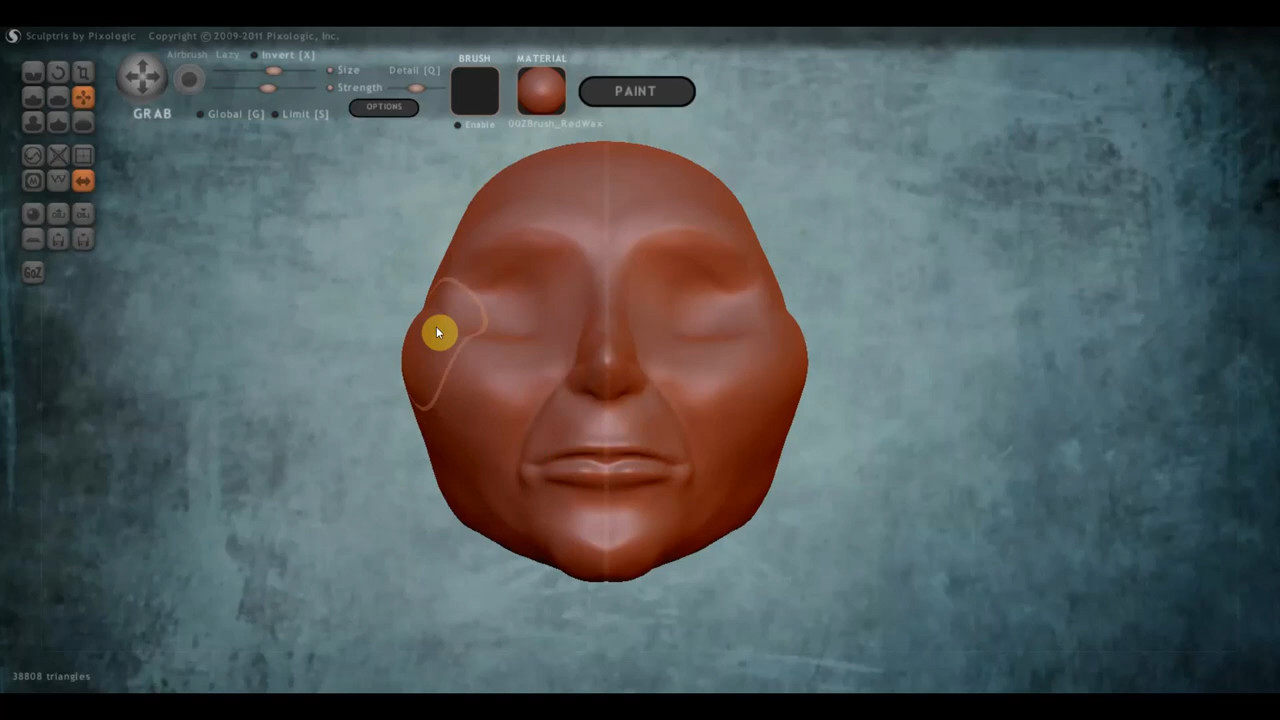 Sculptris by Pixologic Copyright ©2009-2011 Pixologic, Inc.
Airbrush Lazy Invert [X]
BRUSH MATERIAL
Size Detail [Q]
Strength
PAINT
OPTIONS
GRAB Global [G] Limit [S]
Enable 00ZBrush_RedWax
GoZ
38808 triangles